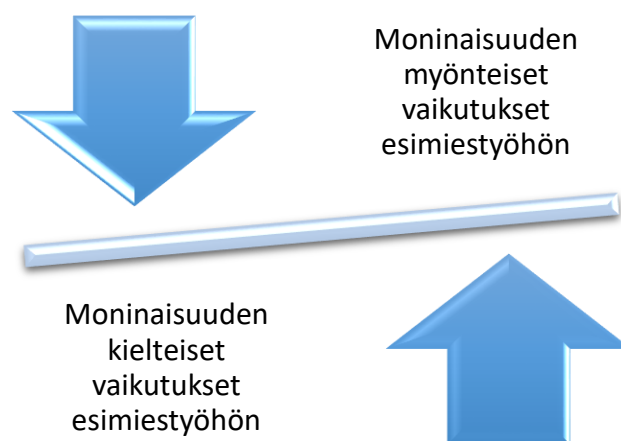 Moninaisuuden
myönteiset
vaikutukset
esimiestyöhön
Moninaisuuden
kielteiset
vaikutukset
esimiestyöhön